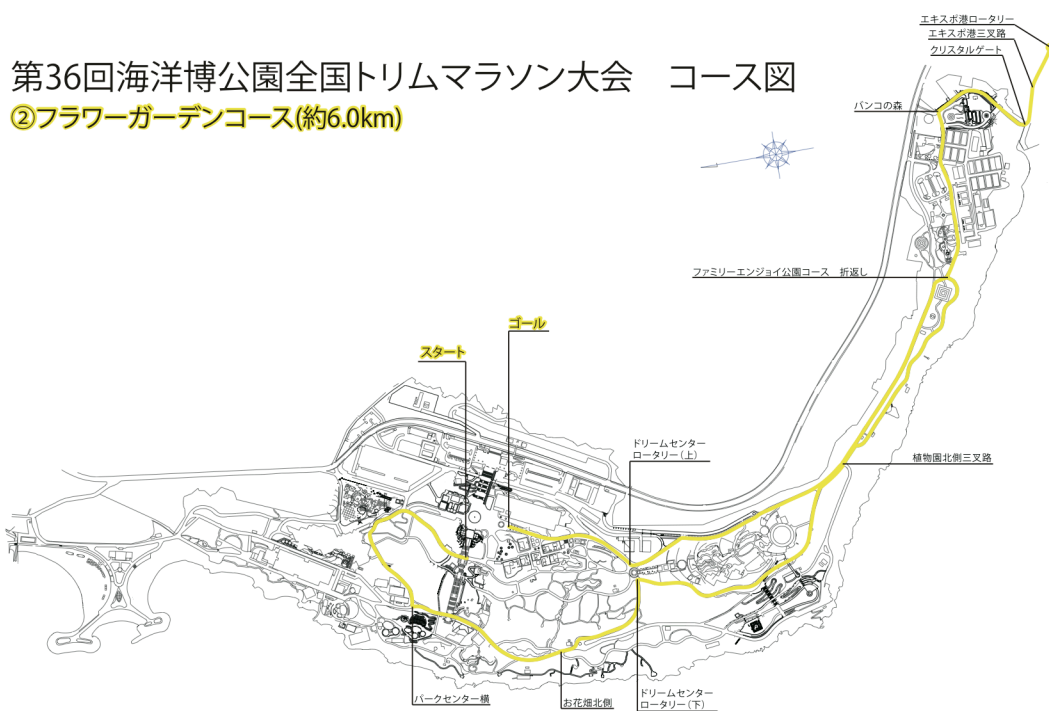 第36回海洋博公園全国トリムマラソン大会　コース図
②フラワーガーデンコース(約6.0km)
エキスポ港ロータリー
エキスポ港三叉路
クリスタルゲート
バンコの森
ファミリーエンジョイ公園コース　折返し
ゴール
スタート
ドリームセンター
ロータリー（上）
植物園北側三叉路
パークセンター横
お花畑北側
ドリームセンター
ロータリー（下）